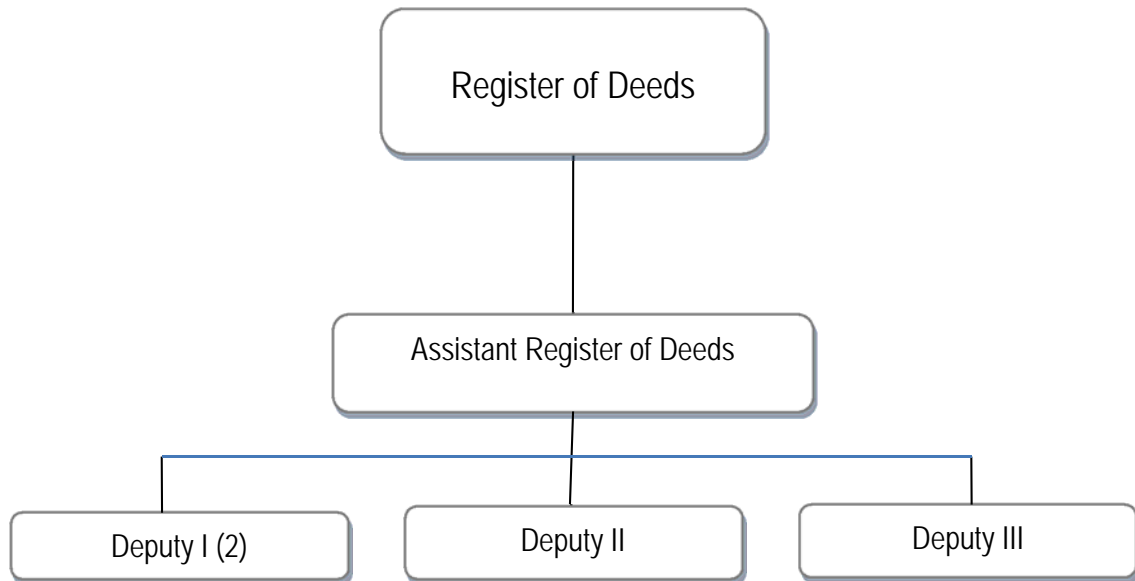 Register of Deeds
Assistant Register of Deeds
Deputy I (2)
Deputy II
Deputy III